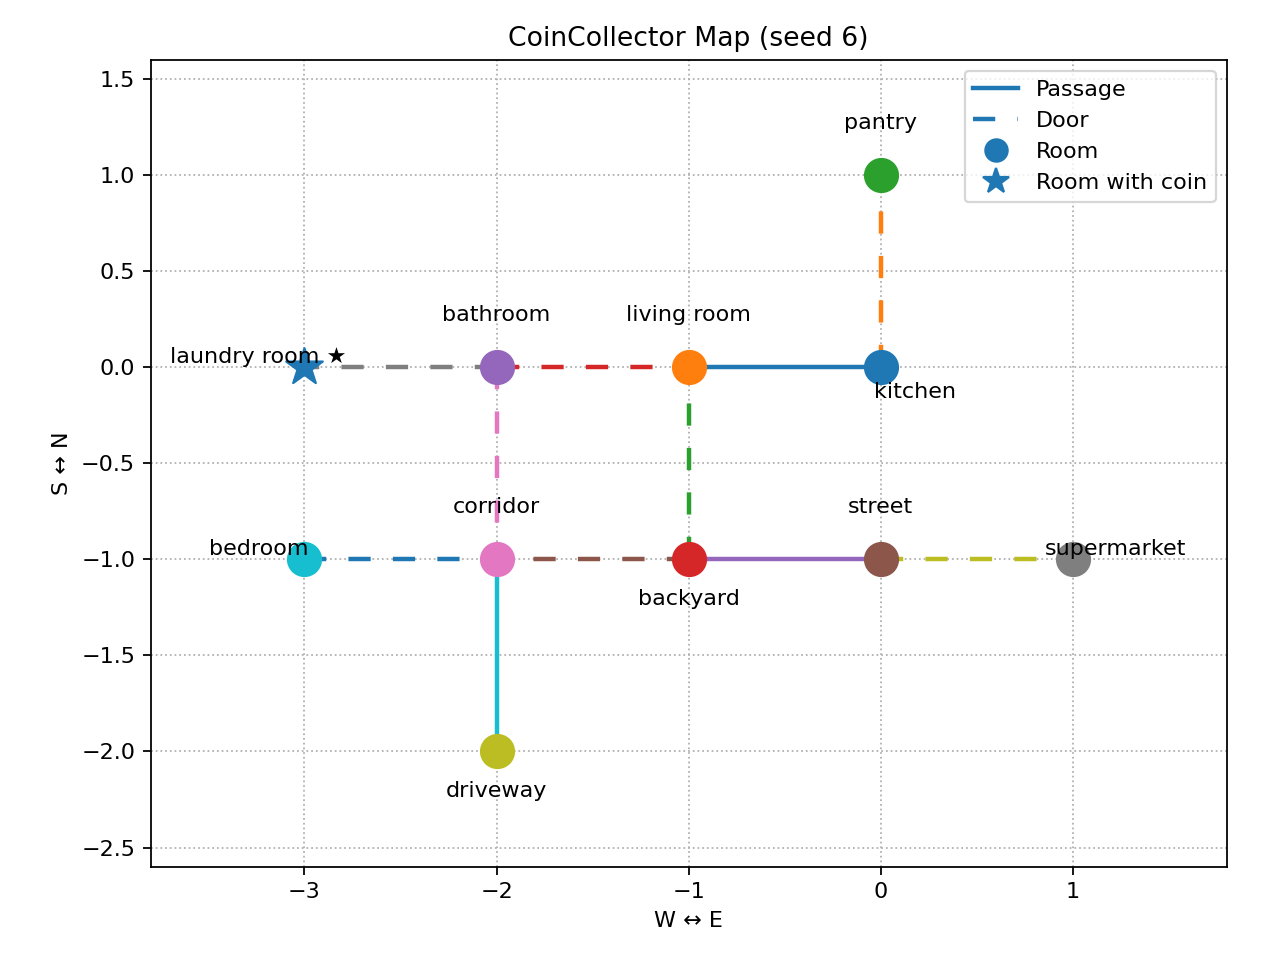 CoinCollector Map (seed 6)
1.5
1.0
0.5
0.0
−0.5
−1.0
−1.5
−2.0
−2.5
S ↔ N
Passage
Door
Room
Room with coin
pantry
bathroom
living room
laundry room ★
kitchen
corridor
street
bedroom
supermarket
backyard
driveway
−3
−2
−1
0
1
W ↔ E